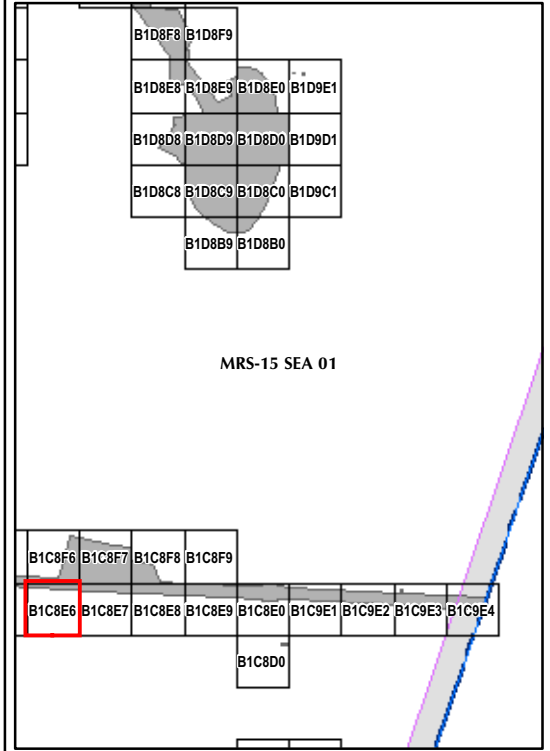 B1D8F8 B1D8F9
B1D8E8 B1D8E9 B1D8E0 B1D9E1
B1D8D8 B1D8D9 B1D8D0 B1D9D1
B1D8C8 B1D8C9 B1D8C0 B1D9C1
B1D8B9 B1D8B0
MRS-15 SEA 01
B1C8F6 B1C8F7 B1C8F8 B1C8F9
B1C8E6 B1C8E7 B1C8E8 B1C8E9 B1C8E0 B1C9E1 B1C9E2 B1C9E3 B1C9E4
B1C8D0